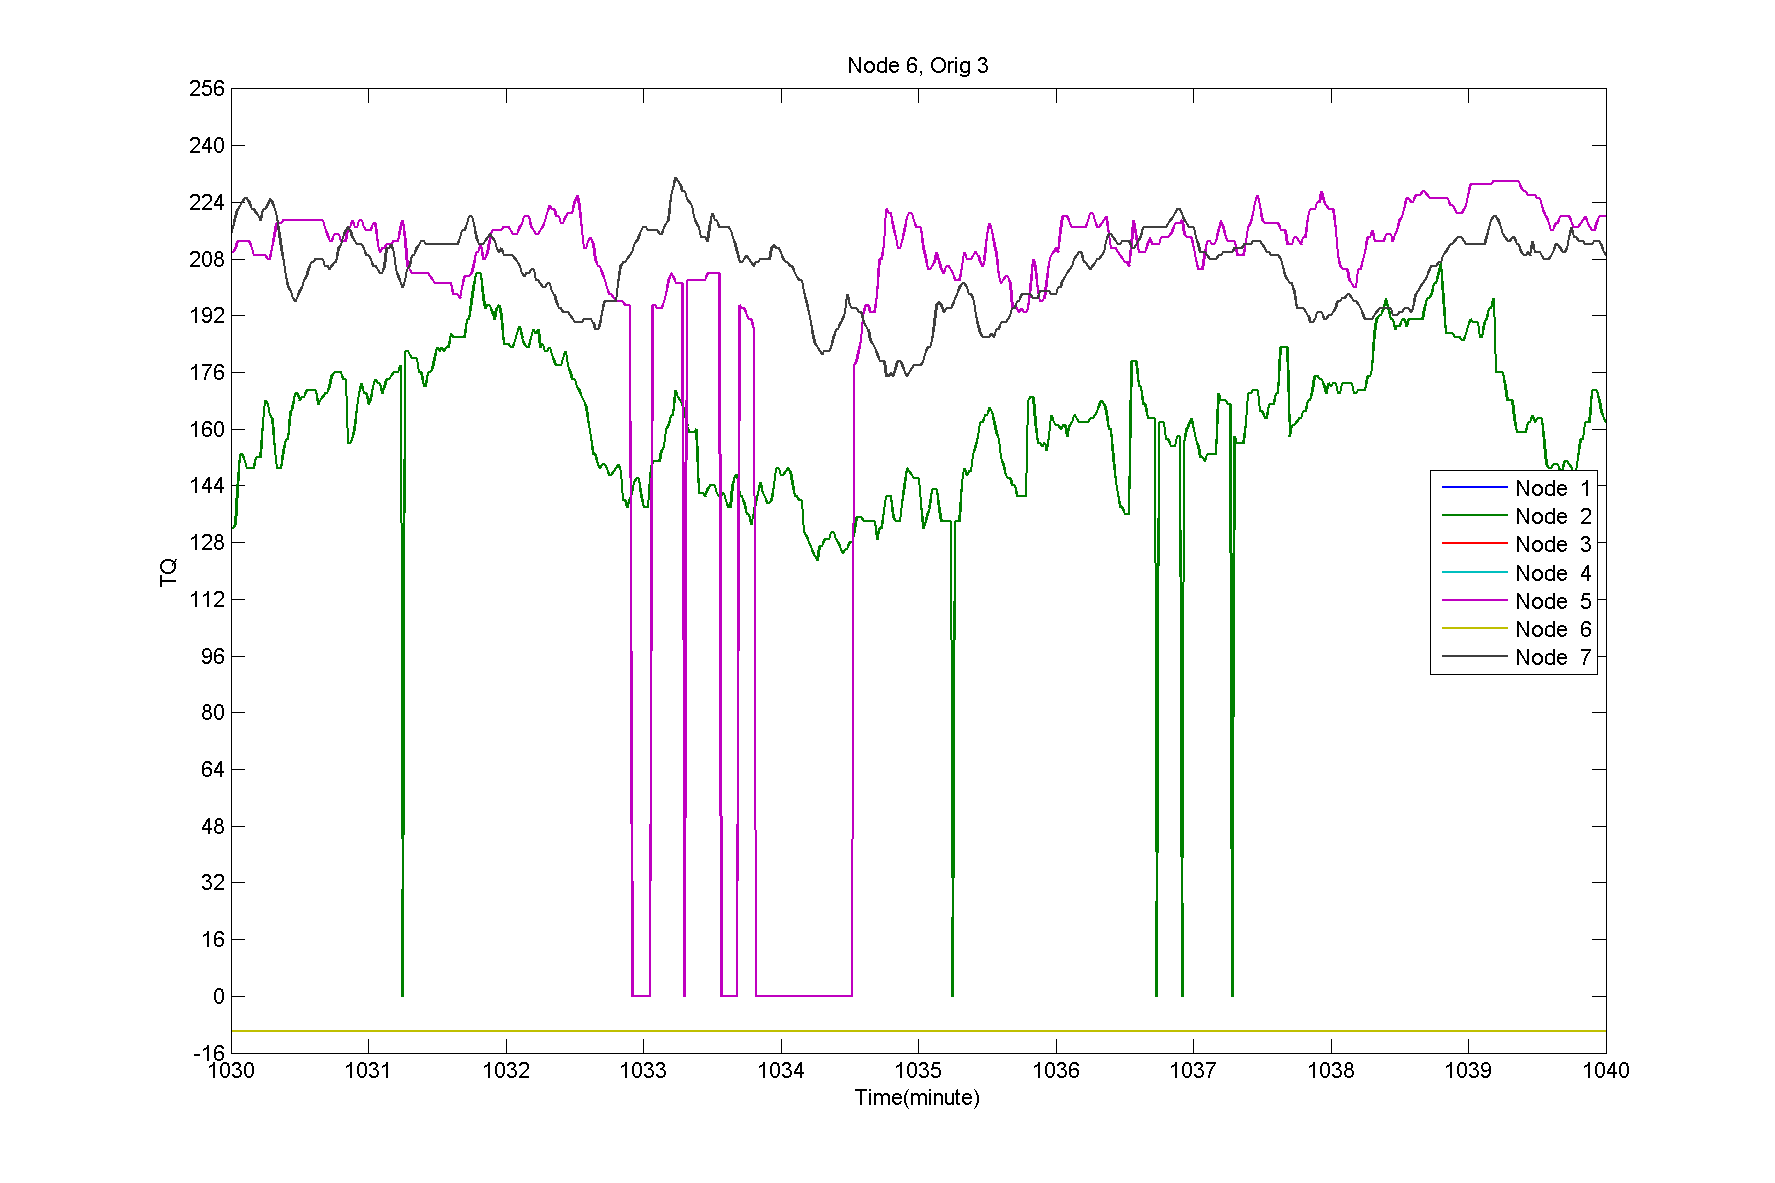 Node 6, Orig 3
256
240
224
208
192
176
160
144
128
112
96
80
64
48
32
16
0
-16
TQ
Node 1
Node 2
Node 3
Node 4
Node 5
Node 6
Node 7
1030 1031 1032 1033 1034 1035 1036 1037 1038 1039 1040
Time(minute)